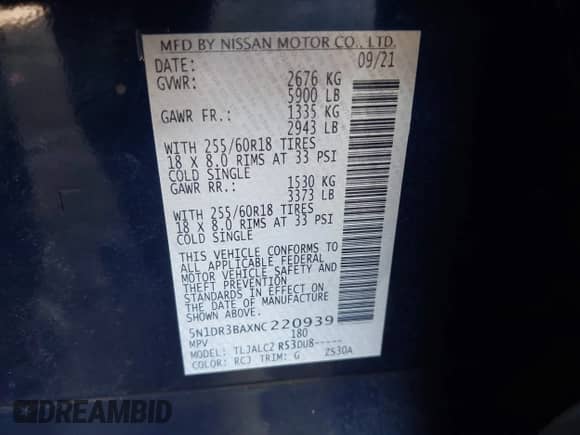 MFD BY NISSAN MOTOR CO., LTD.
DATE: 09/21
GVWR: 2676 KG
5900 LB
GAWR FR.: 1335 KG
2943 LB
WITH 255/60R18 TIRES
18 X 8.0 RIMS AT 33 PSI
COLD SINGLE
GAWR RR.: 1530 KG
3373 LB
WITH 255/60R18 TIRES
18 X 8.0 RIMS AT 33 PSI
COLD SINGLE
THIS VEHICLE CONFORMS TO
ALL APPLICABLE FEDERAL
MOTOR VEHICLE SAFETY AND
THEFT PREVENTION
STANDARDS IN EFFECT ON
THE DATE OF MANUFACTURE
SHOWN ABOVE.
5N1DR3BAXNC220939
MPV 180
MODEL: TLJALC2 RS3DU8-----
COLOR: RCJ TRIM: G ZS30A
DREAMBID